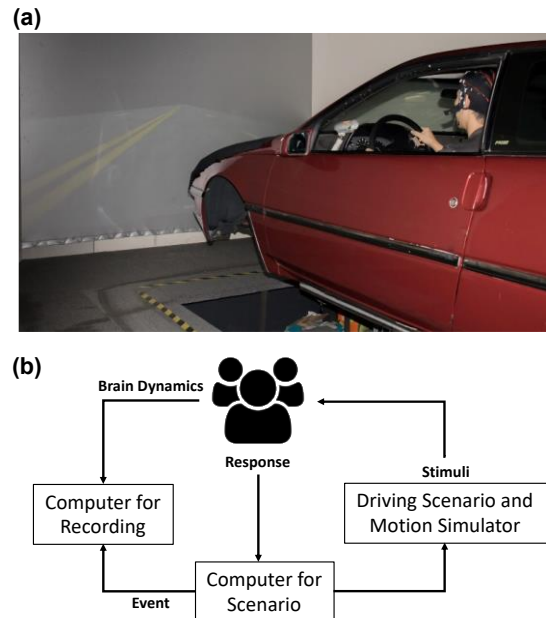 (a)
(b)
Brain Dynamics
Response
Stimuli
Computer for
Recording
Driving Scenario and
Motion Simulator
Computer for
Scenario
Event